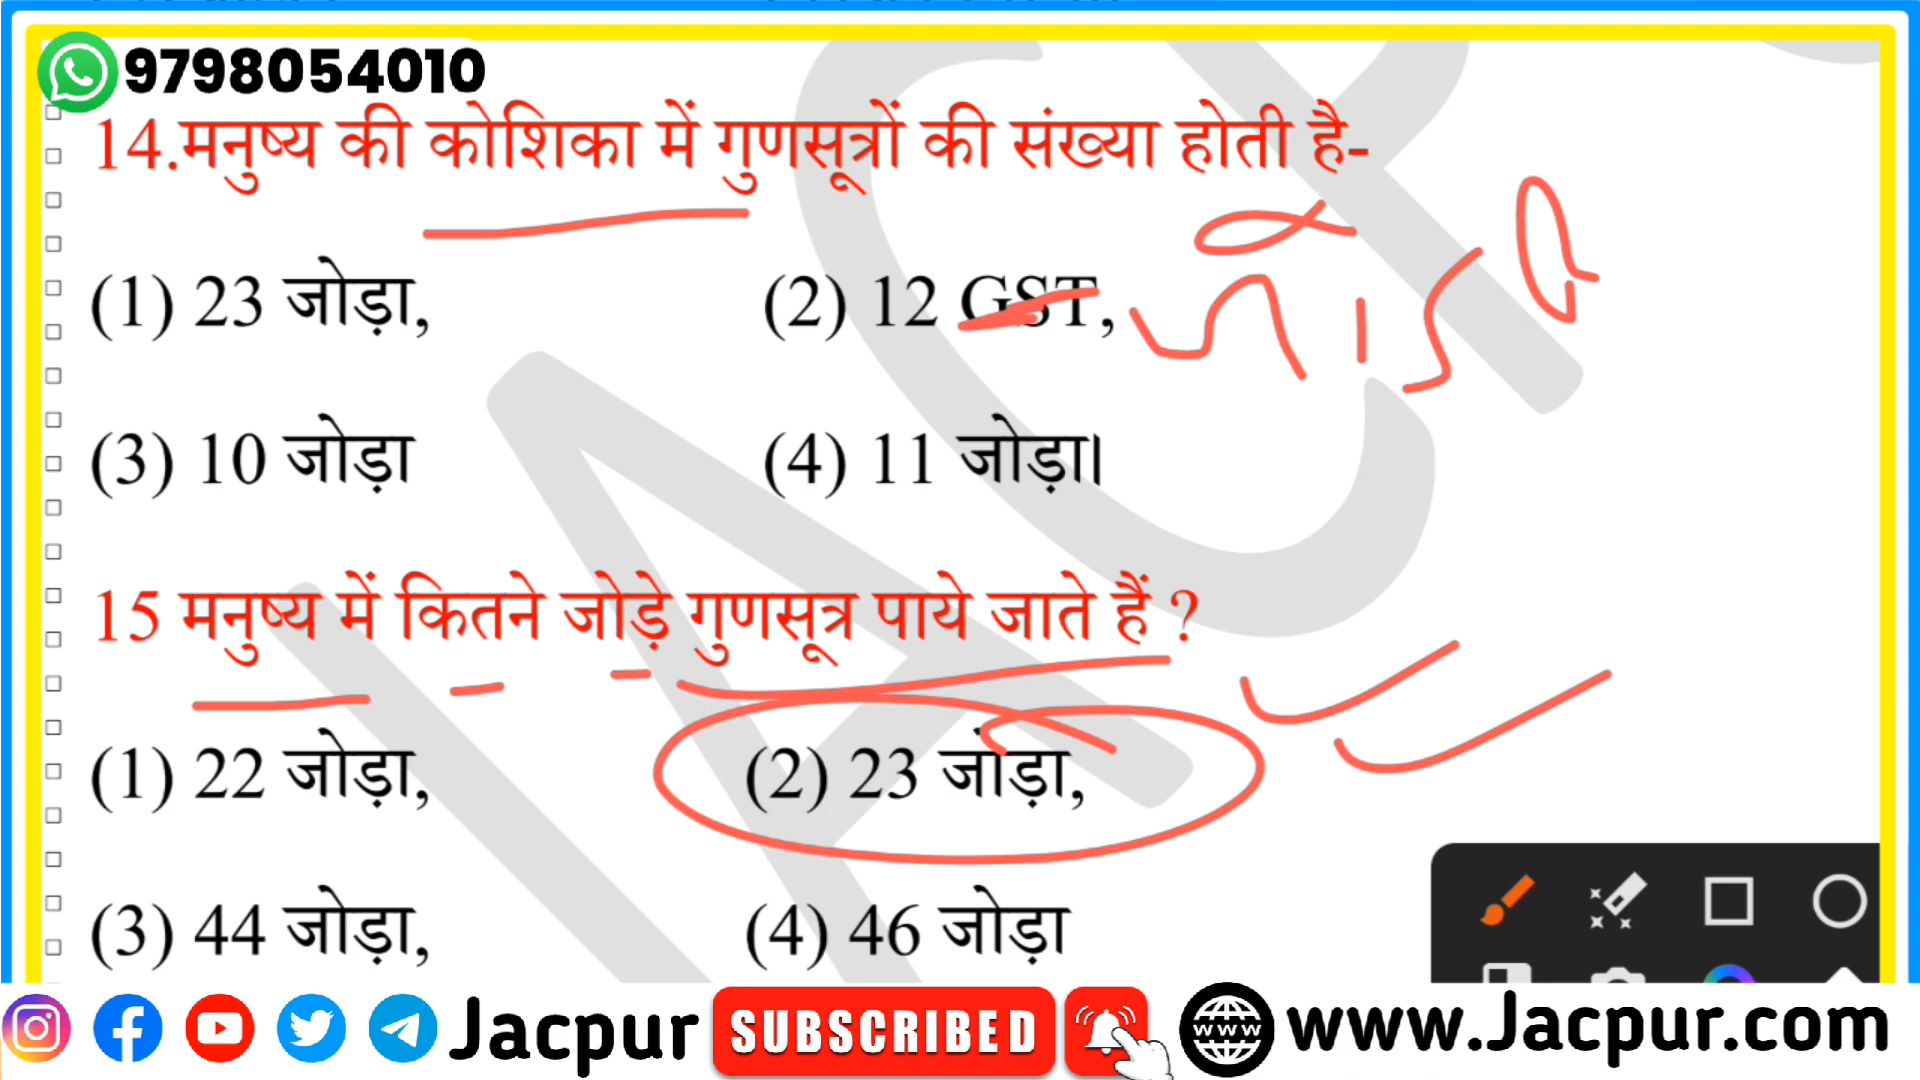 9798054010
14.मनुष्य की कोशिका में गुणसूत्रों की संख्या होती है-
(1) 23 जोड़ा, (2) 12 GST,
(3) 10 जोड़ा (4) 11 जोड़ा।
15 मनुष्य में कितने जोड़े गुणसूत्र पाये जाते हैं ?
(1) 22 जोड़ा, (2) 23 जोड़ा,
(3) 44 जोड़ा, (4) 46 जोड़ा
Jacpur SUBSCRIBED www www.Jacpur.com